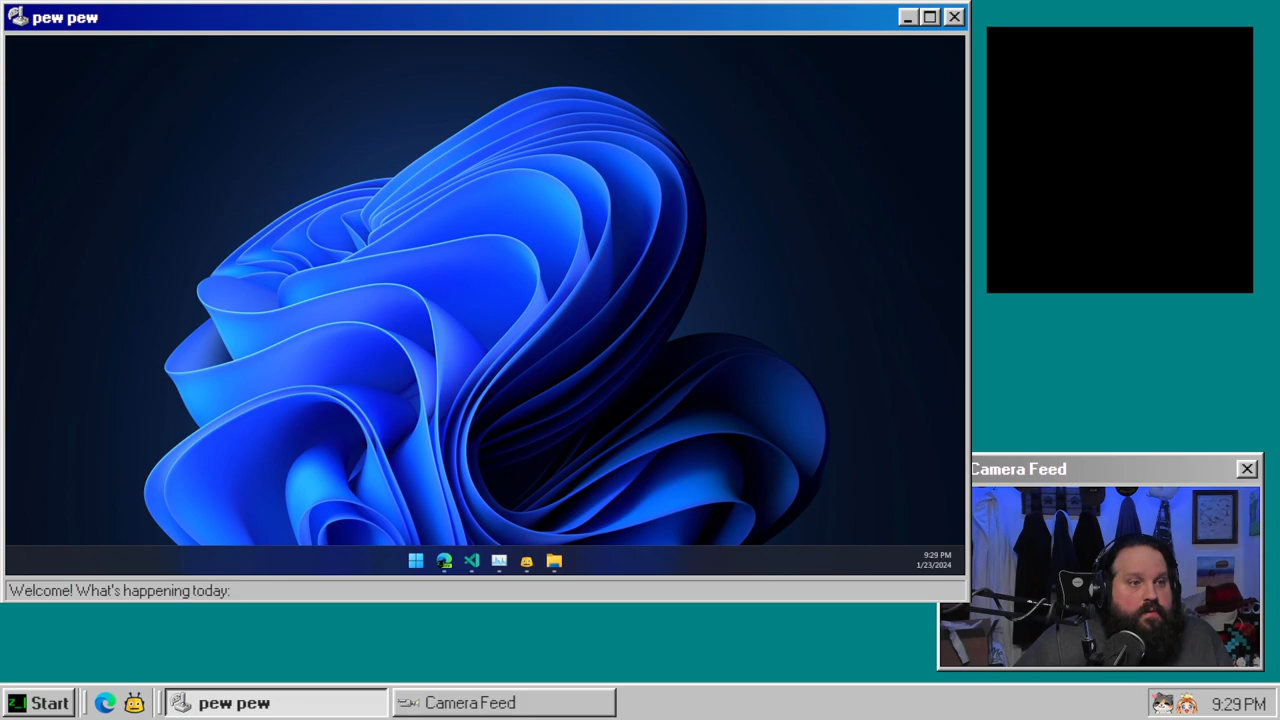 pew pew
9:29 PM
1/23/2024
Welcome! What's happening today:
Camera Feed
Start
pew pew
Camera Feed
9:29 PM